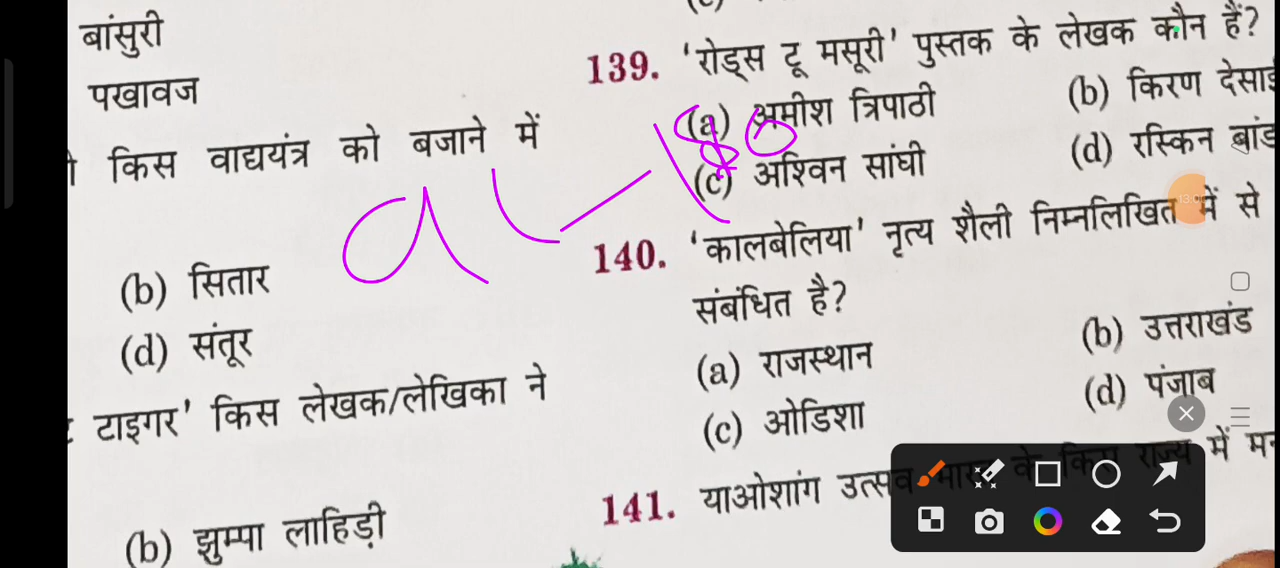 बांसुरी
पखावज
किस वाद्ययंत्र को बजाने में
(b) सितार
(d) संतूर
टाइगर' किस लेखक/लेखिका ने
(b) झुम्पा लाहिड़ी
139. 'रोड्स टू मसूरी' पुस्तक के लेखक कौन हैं?
(a) अमीश त्रिपाठी
(b) किरण देसाई
(c) अश्विन सांघी
(d) रस्किन बांड
140. 'कालबेलिया' नृत्य शैली निम्नलिखित में से
संबंधित है?
(a) राजस्थान
(b) उत्तराखंड
(c) ओडिशा
(d) पंजाब
141. याओशांग उत्सव भारत के किस राज्य में